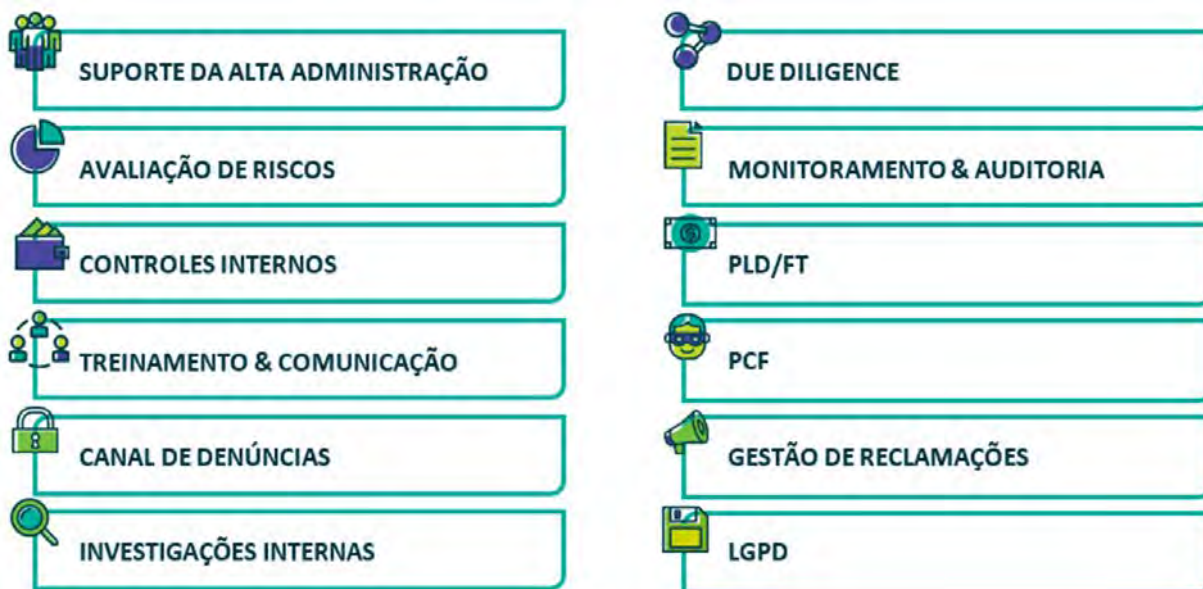 SUPORTE DA ALTA ADMINISTRAÇÃO
AVALIAÇÃO DE RISCOS
CONTROLES INTERNOS
TREINAMENTO & COMUNICAÇÃO
CANAL DE DENÚNCIAS
INVESTIGAÇÕES INTERNAS
DUE DILIGENCE
MONITORAMENTO & AUDITORIA
PLD/FT
PCF
GESTÃO DE RECLAMAÇÕES
LGPD